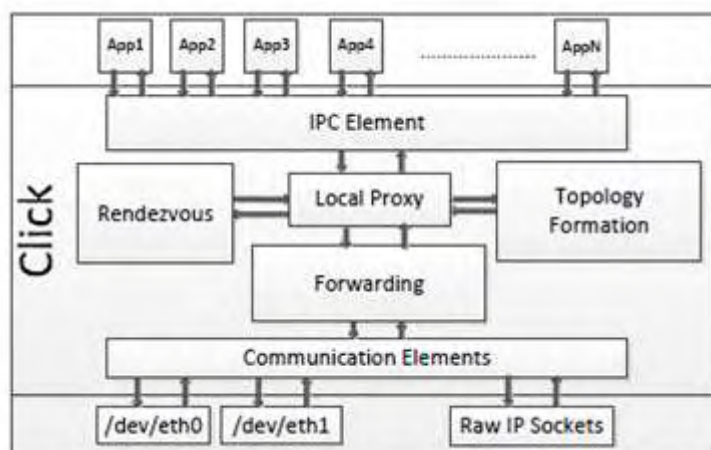 App1 App2 App3 App4 ........................ AppN
IPC Element
Click
Rendezvous
Local Proxy
Topology
Formation
Forwarding
Communication Elements
/dev/eth0 /dev/eth1 Raw IP Sockets